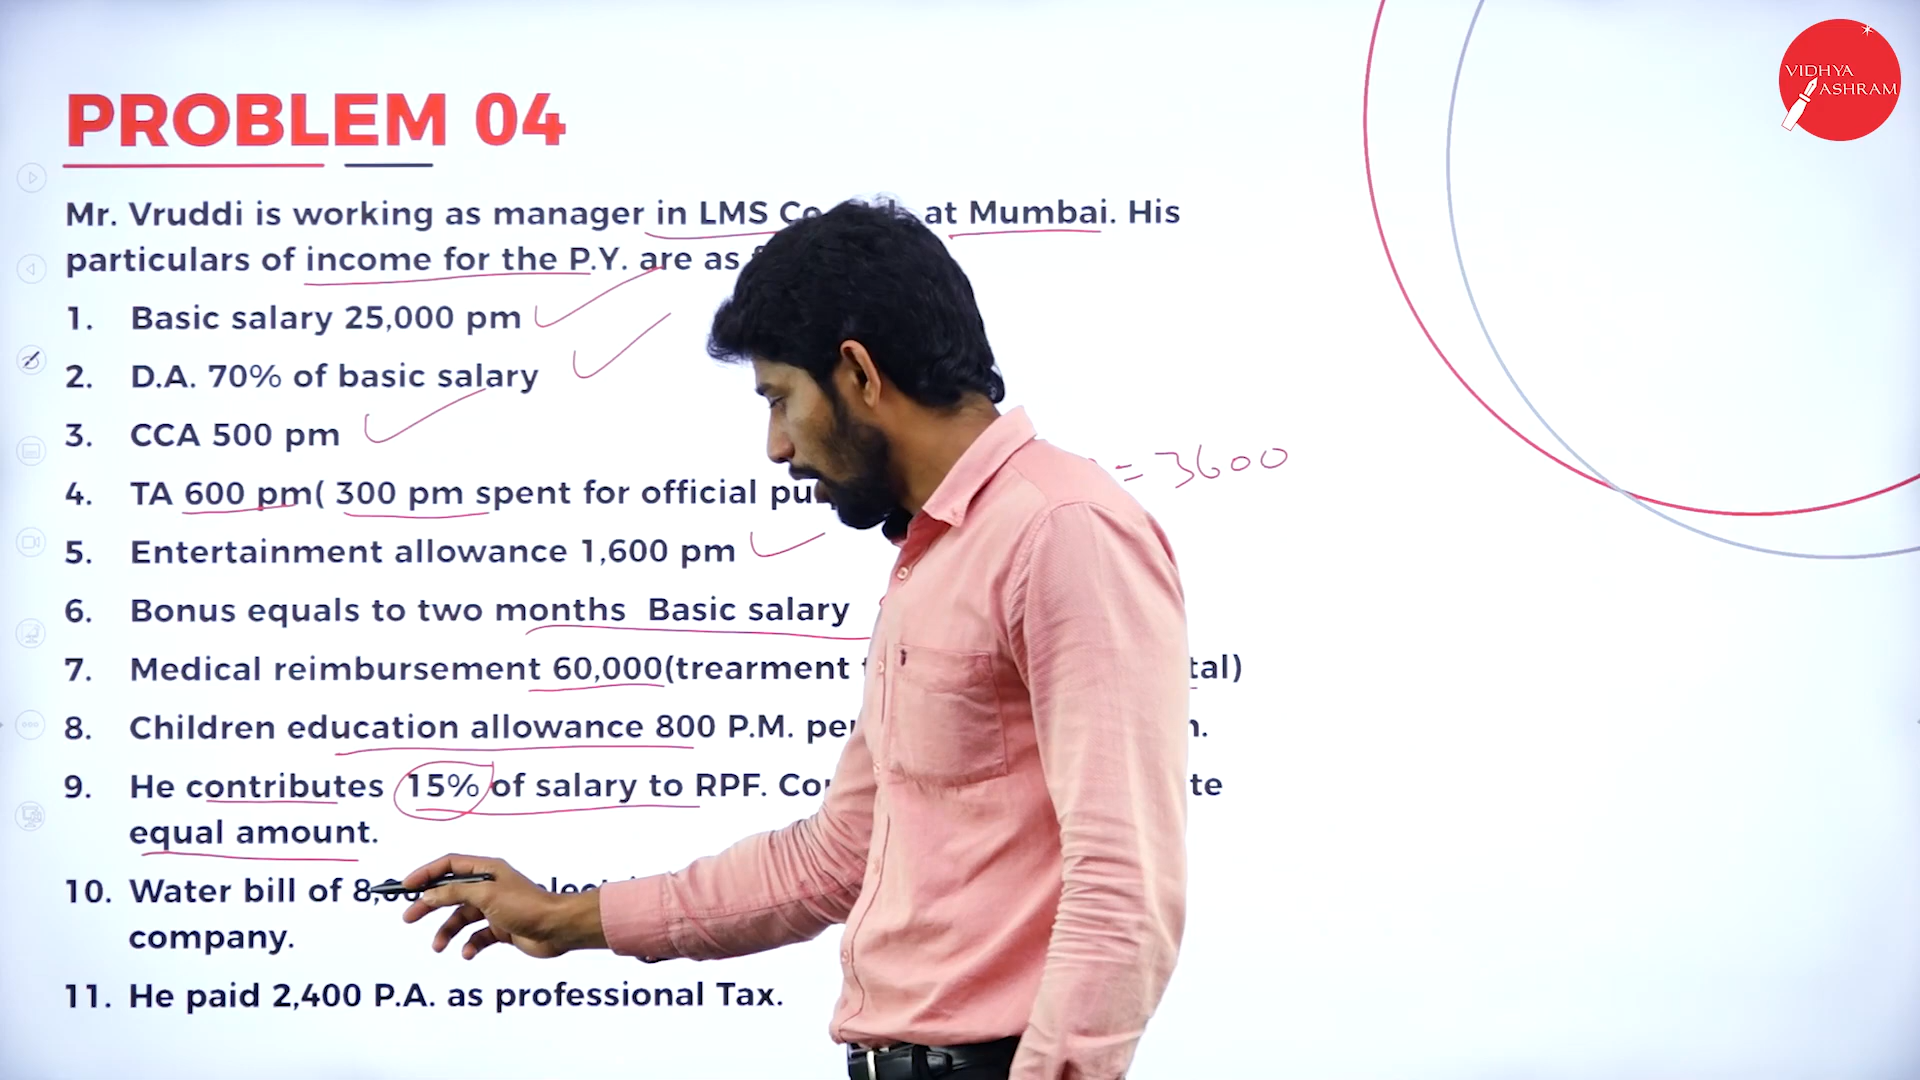 VIDHYA
ASHRAM
PROBLEM 04
Mr. Vruddi is working as manager in LMS Co at Mumbai. His
particulars of income for the P.Y. are as
1. Basic salary 25,000 pm
2. D.A. 70% of basic salary
3. CCA 500 pm
= 3600
4. TA 600 pm( 300 pm spent for official
5. Entertainment allowance 1,600 pm
6. Bonus equals to two months Basic salary
7. Medical reimbursement 60,000(trearment
8. Children education allowance 800 P.M.
9. He contributes 15% of salary to RPF.
equal amount.
10. Water bill of
company.
11. He paid 2,400 P.A. as professional Tax.